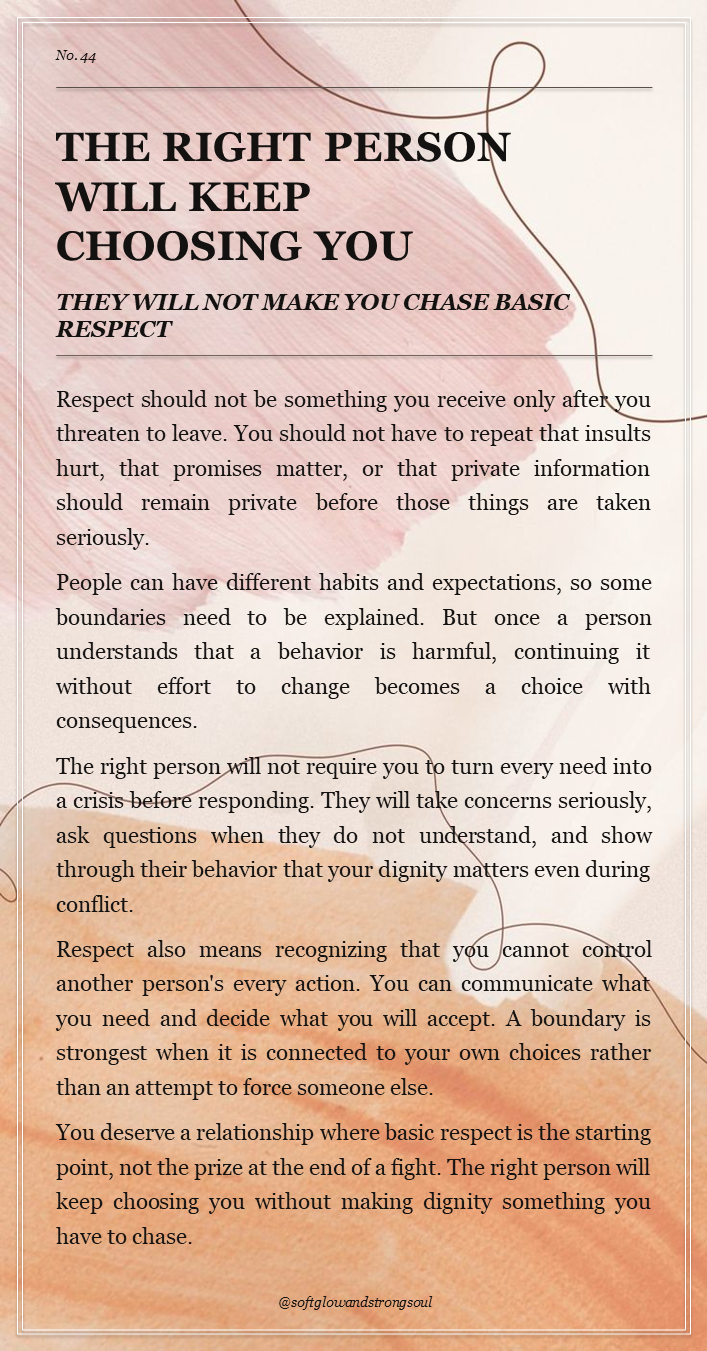 No. 44
THE RIGHT PERSON
WILL KEEP
CHOOSING YOU
THEY WILL NOT MAKE YOU CHASE BASIC
RESPECT
Respect should not be something you receive only after you
threaten to leave. You should not have to repeat that insults
hurt, that promises matter, or that private information
should remain private before those things are taken
seriously.
People can have different habits and expectations, so some
boundaries need to be explained. But once a person
understands that a behavior is harmful, continuing it
without effort to change becomes a choice with
consequences.
The right person will not require you to turn every need into
a crisis before responding. They will take concerns seriously,
ask questions when they do not understand, and show
through their behavior that your dignity matters even during
conflict.
Respect also means recognizing that you cannot control
another person's every action. You can communicate what
you need and decide what you will accept. A boundary is
strongest when it is connected to your own choices rather
than an attempt to force someone else.
You deserve a relationship where basic respect is the starting
point, not the prize at the end of a fight. The right person will
keep choosing you without making dignity something you
have to chase.
@softglowandstrongsoul